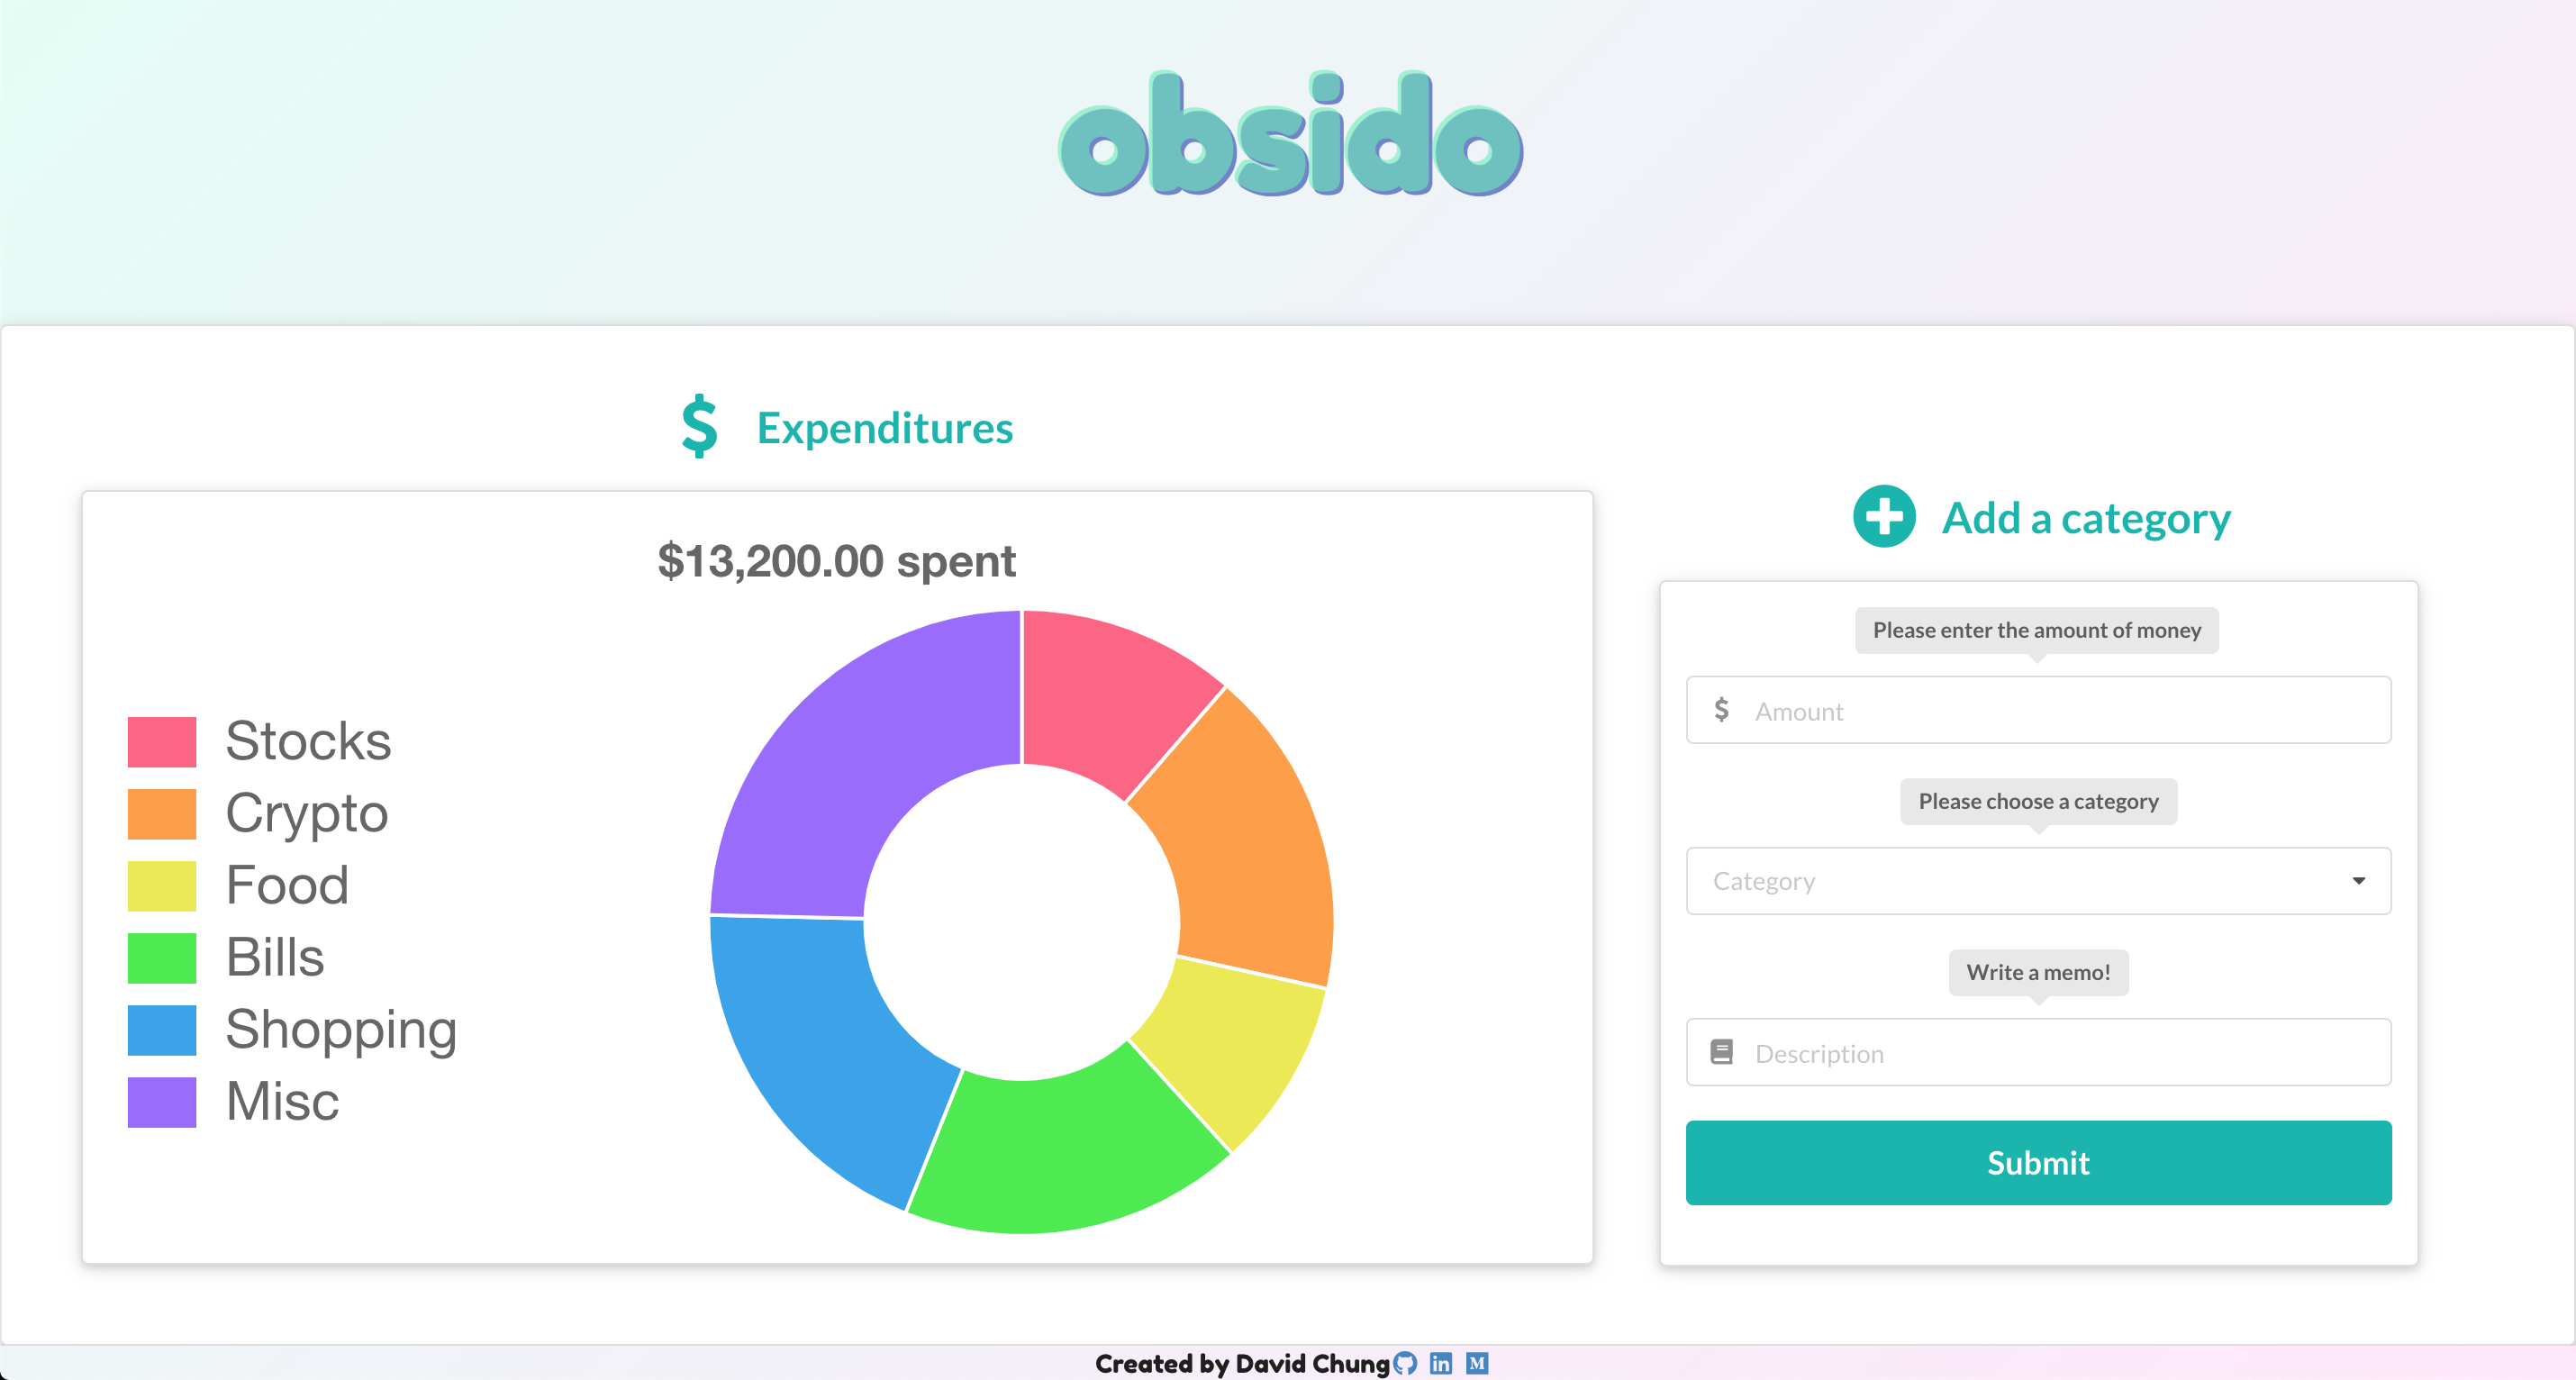 obsido
$ Expenditures
$13,200.00 spent
Stocks
Crypto
Food
Bills
Shopping
Misc
Add a category
Please enter the amount of money
$ Amount
Please choose a category
Category
Write a memo!
Description
Submit
Created by David Chung in M